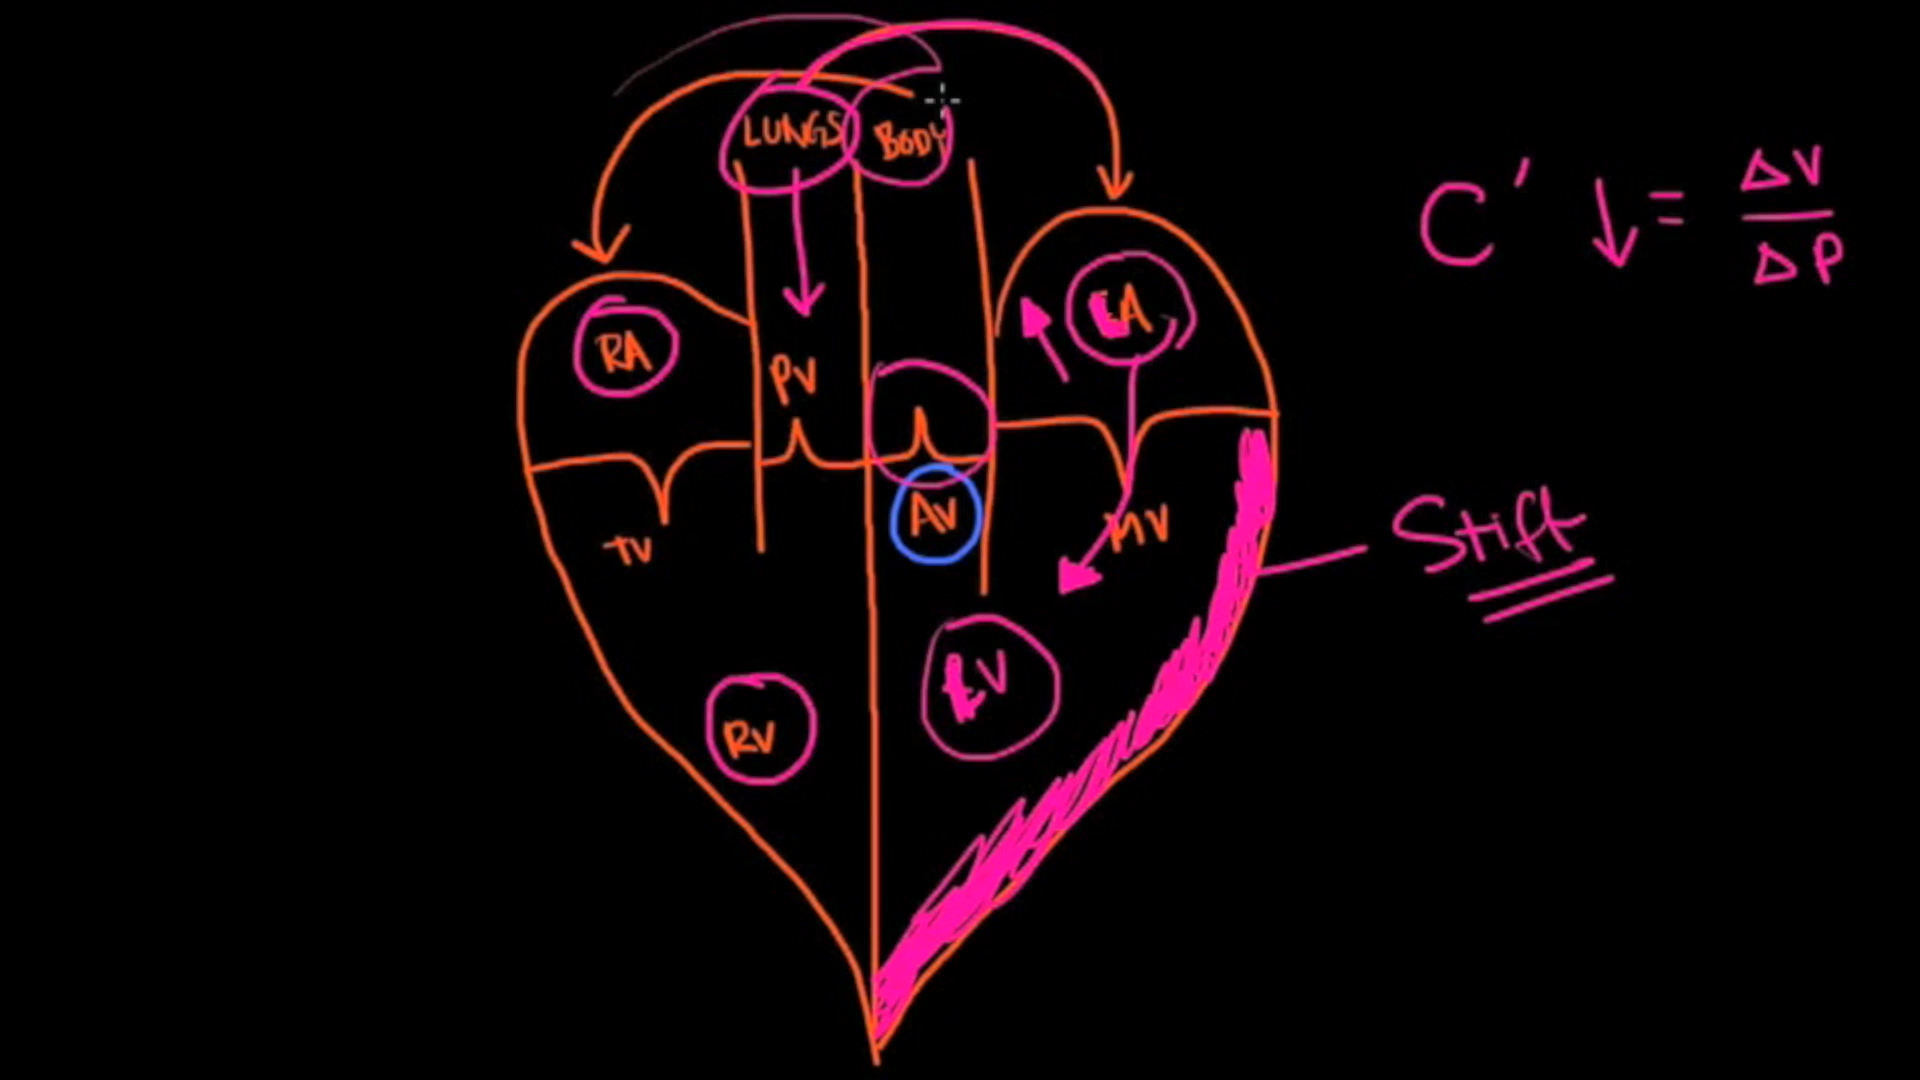 LUNGS BODY
C' ↓ = ΔV
ΔP
RA
LA
PV
AV
TV
MV
Stiff
LV
RV